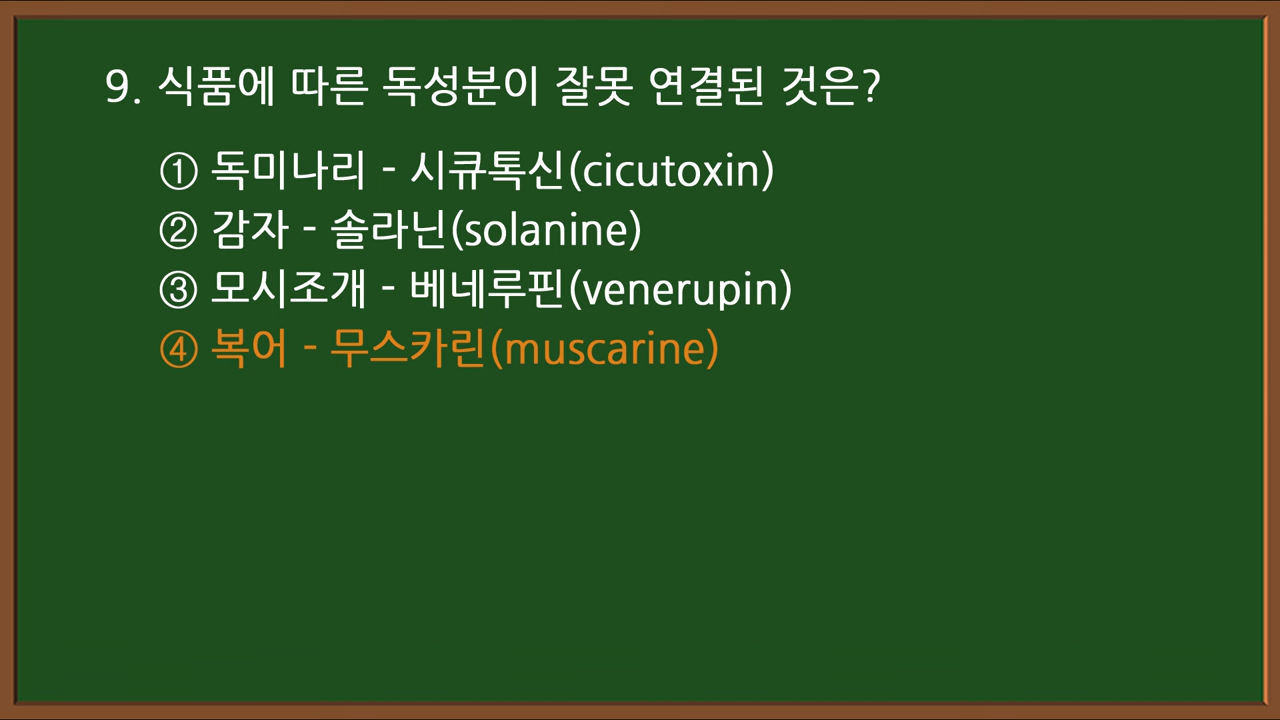 9. 식품에 따른 독성분이 잘못 연결된 것은?
① 독미나리 - 시큐톡신(cicutoxin)
② 감자 - 솔라닌(solanine)
③ 모시조개 - 베네루핀(venerupin)
④ 복어 - 무스카린(muscarine)